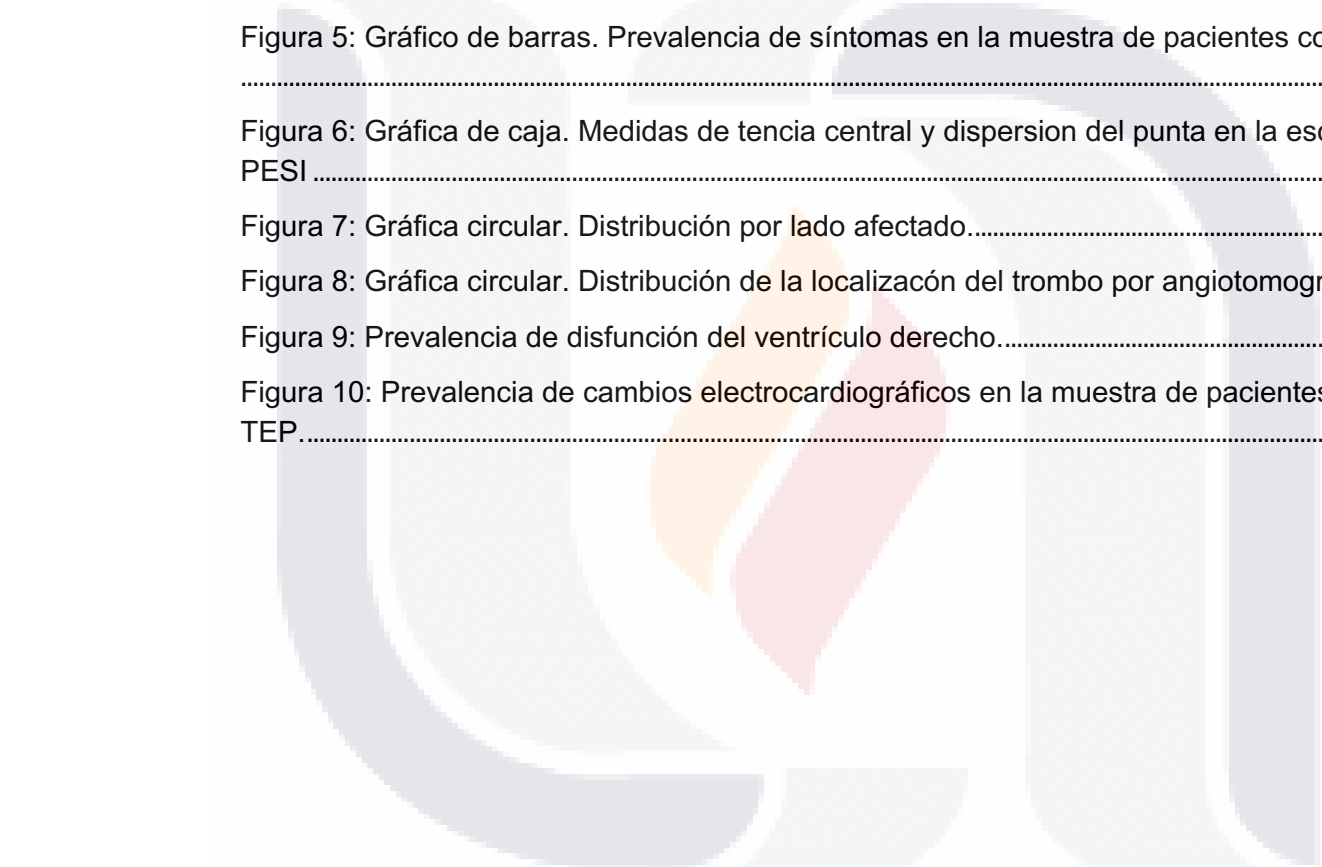 Figura 5: Gráfico de barras. Prevalencia de síntomas en la muestra de pacientes
................................................................................
Figura 6: Gráfica de caja. Medidas de tencia central y dispersion del punta en la
PESI ................................................................................
Figura 7: Gráfica circular. Distribución por lado afectado.................................
Figura 8: Gráfica circular. Distribución de la localizacón del trombo por
Figura 9: Prevalencia de disfunción del ventrículo derecho.................................
Figura 10: Prevalencia de cambios electrocardiográficos en la muestra de pacientes
TEP.................................................................................